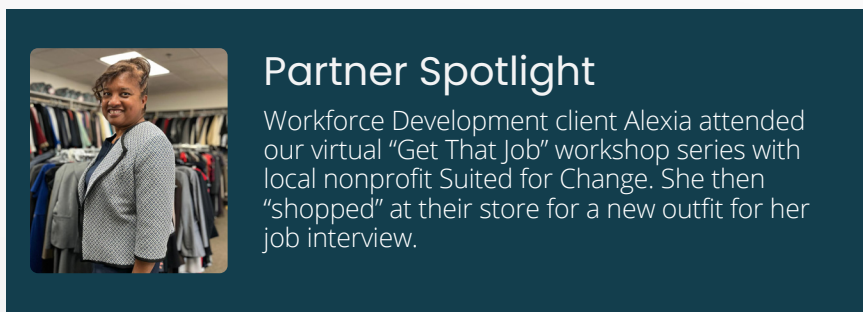 Partner Spotlight
Workforce Development client Alexia attended
our virtual “Get That Job” workshop series with
local nonprofit Suited for Change. She then
“shopped” at their store for a new outfit for her
job interview.